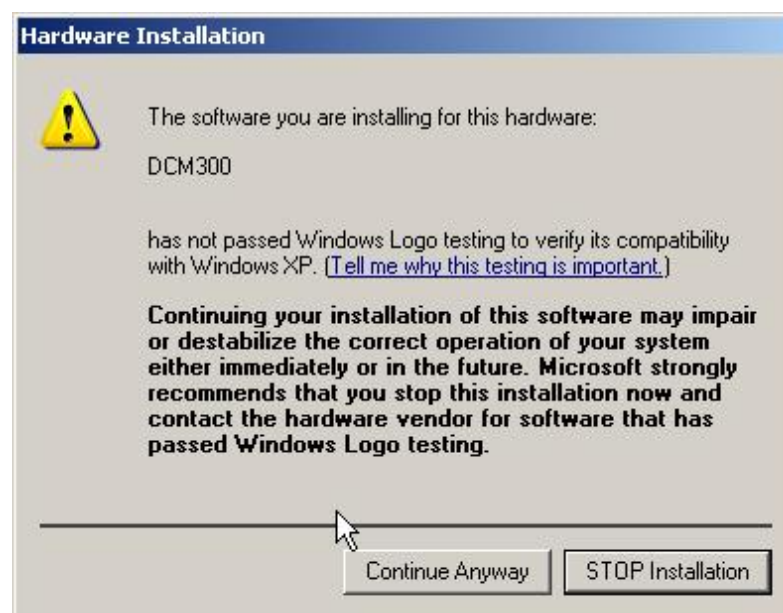 Hardware Installation
The software you are installing for this hardware:
DCM300
has not passed Windows Logo testing to verify its compatibility
with Windows XP. (Tell me why this testing is important.)
Continuing your installation of this software may impair
or destabilize the correct operation of your system
either immediately or in the future. Microsoft strongly
recommends that you stop this installation now and
contact the hardware vendor for software that has
passed Windows Logo testing.
Continue Anyway
STOP Installation